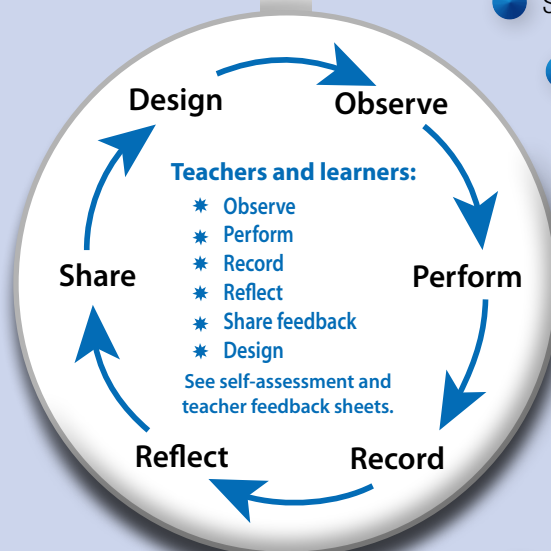 S
Design
Observe
Perform
Record
Reflect
Share
Teachers and learners:
Observe
Perform
Record
Reflect
Share feedback
Design
See self-assessment and
teacher feedback sheets.